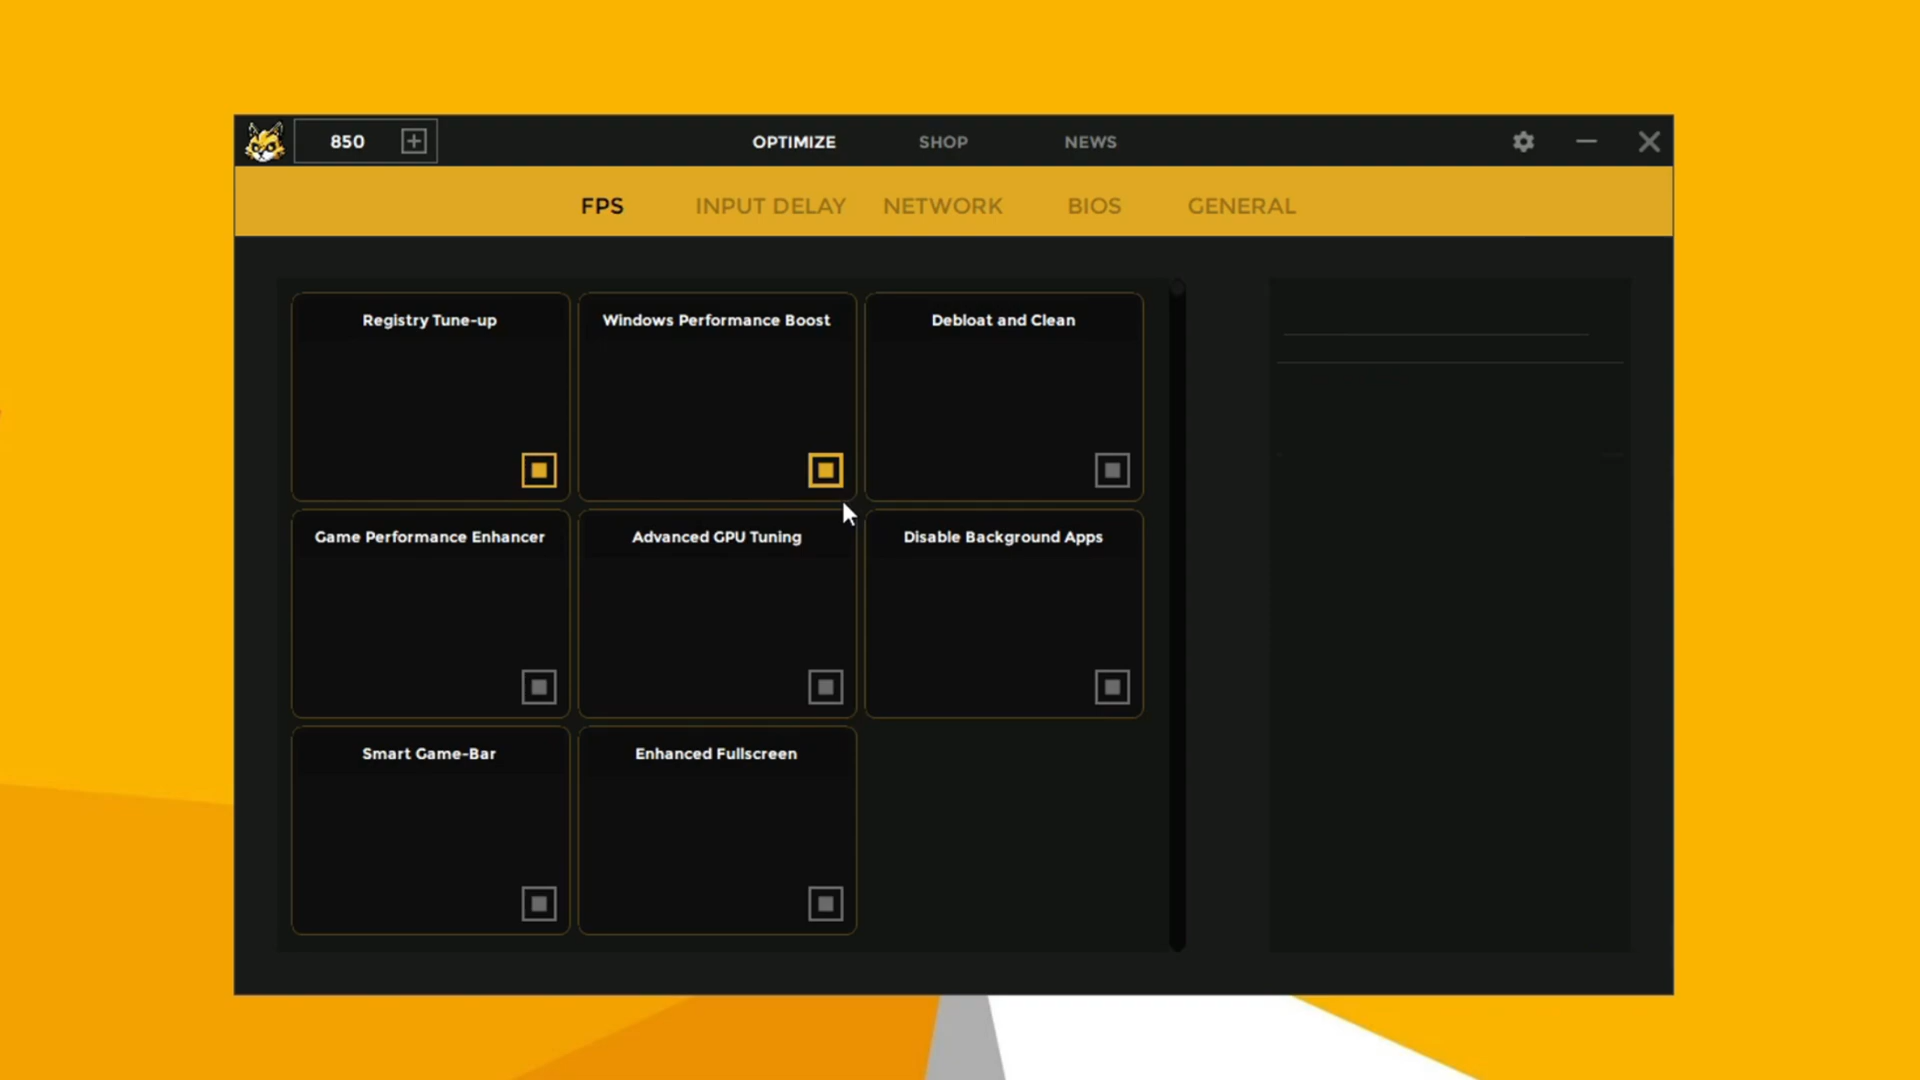 850
OPTIMIZE SHOP NEWS
FPS INPUT DELAY NETWORK BIOS GENERAL
Registry Tune-up Windows Performance Boost Debloat and Clean
Game Performance Enhancer Advanced GPU Tuning Disable Background Apps
Smart Game-Bar Enhanced Fullscreen